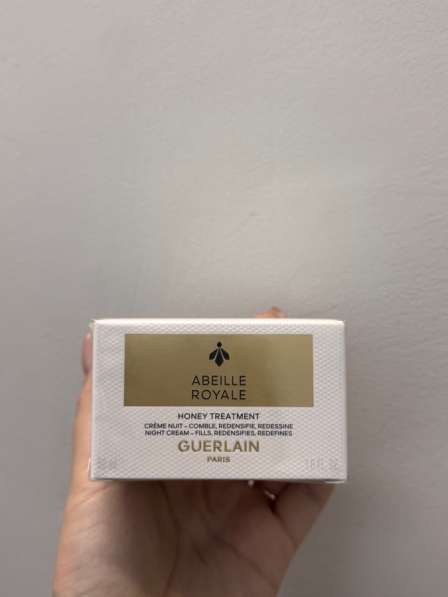 ABEILLE
ROYALE
HONEY TREATMENT
CRÈME NUIT – COMBLE, REDENSIFIE, REDESSINE
NIGHT CREAM – FILLS, REDENSIFIES, REDEFINES
GUERLAIN
PARIS